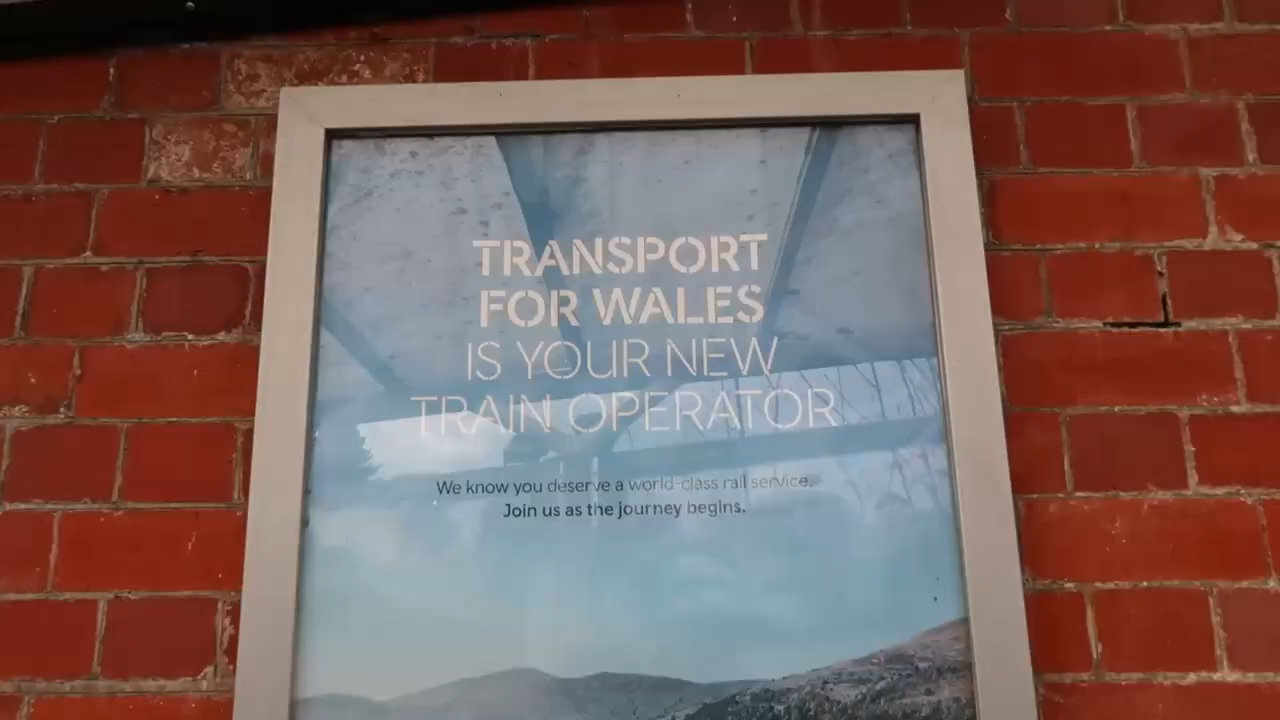 TRANSPORT
FOR WALES
IS YOUR NEW
TRAIN OPERATOR
We know you deserve a world-class rail service.
Join us as the journey begins.